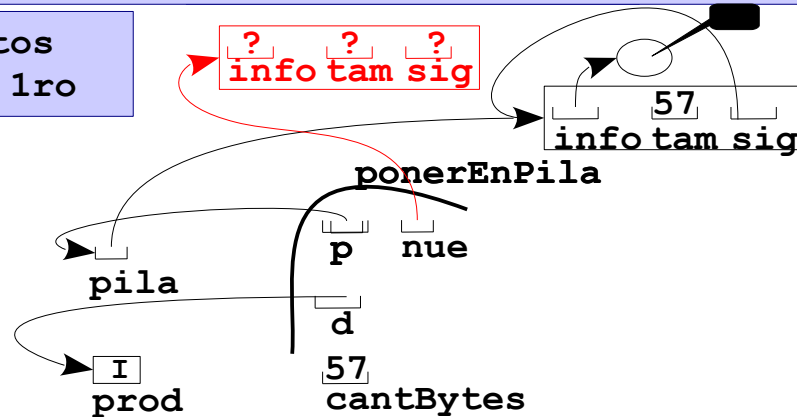 tos
1ro
? ? ?
info tam sig
57
info tam sig
ponerEnPila
p nue
pila
d
I 57
prod cantBytes